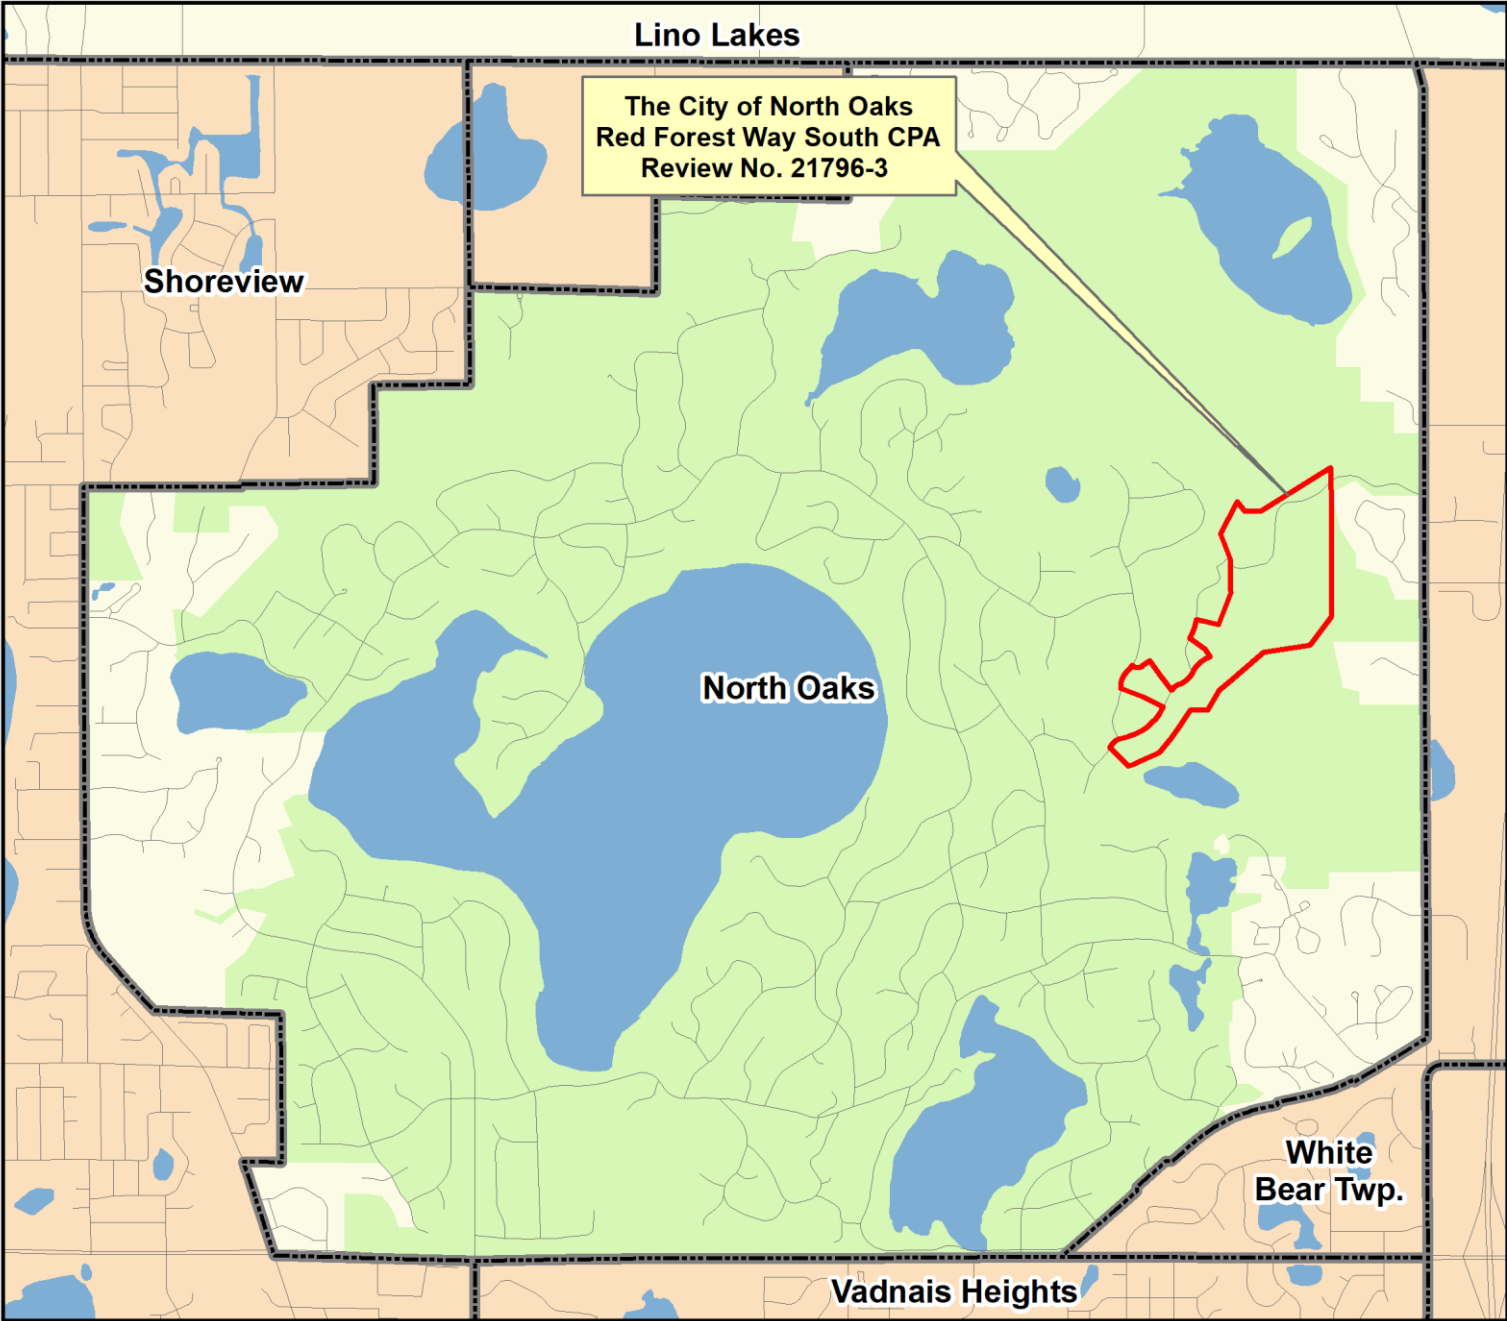 Lino Lakes
The City of North Oaks
Red Forest Way South CPA
Review No. 21796-3
Shoreview
North Oaks
White
Bear Twp.
Vadnais Heights